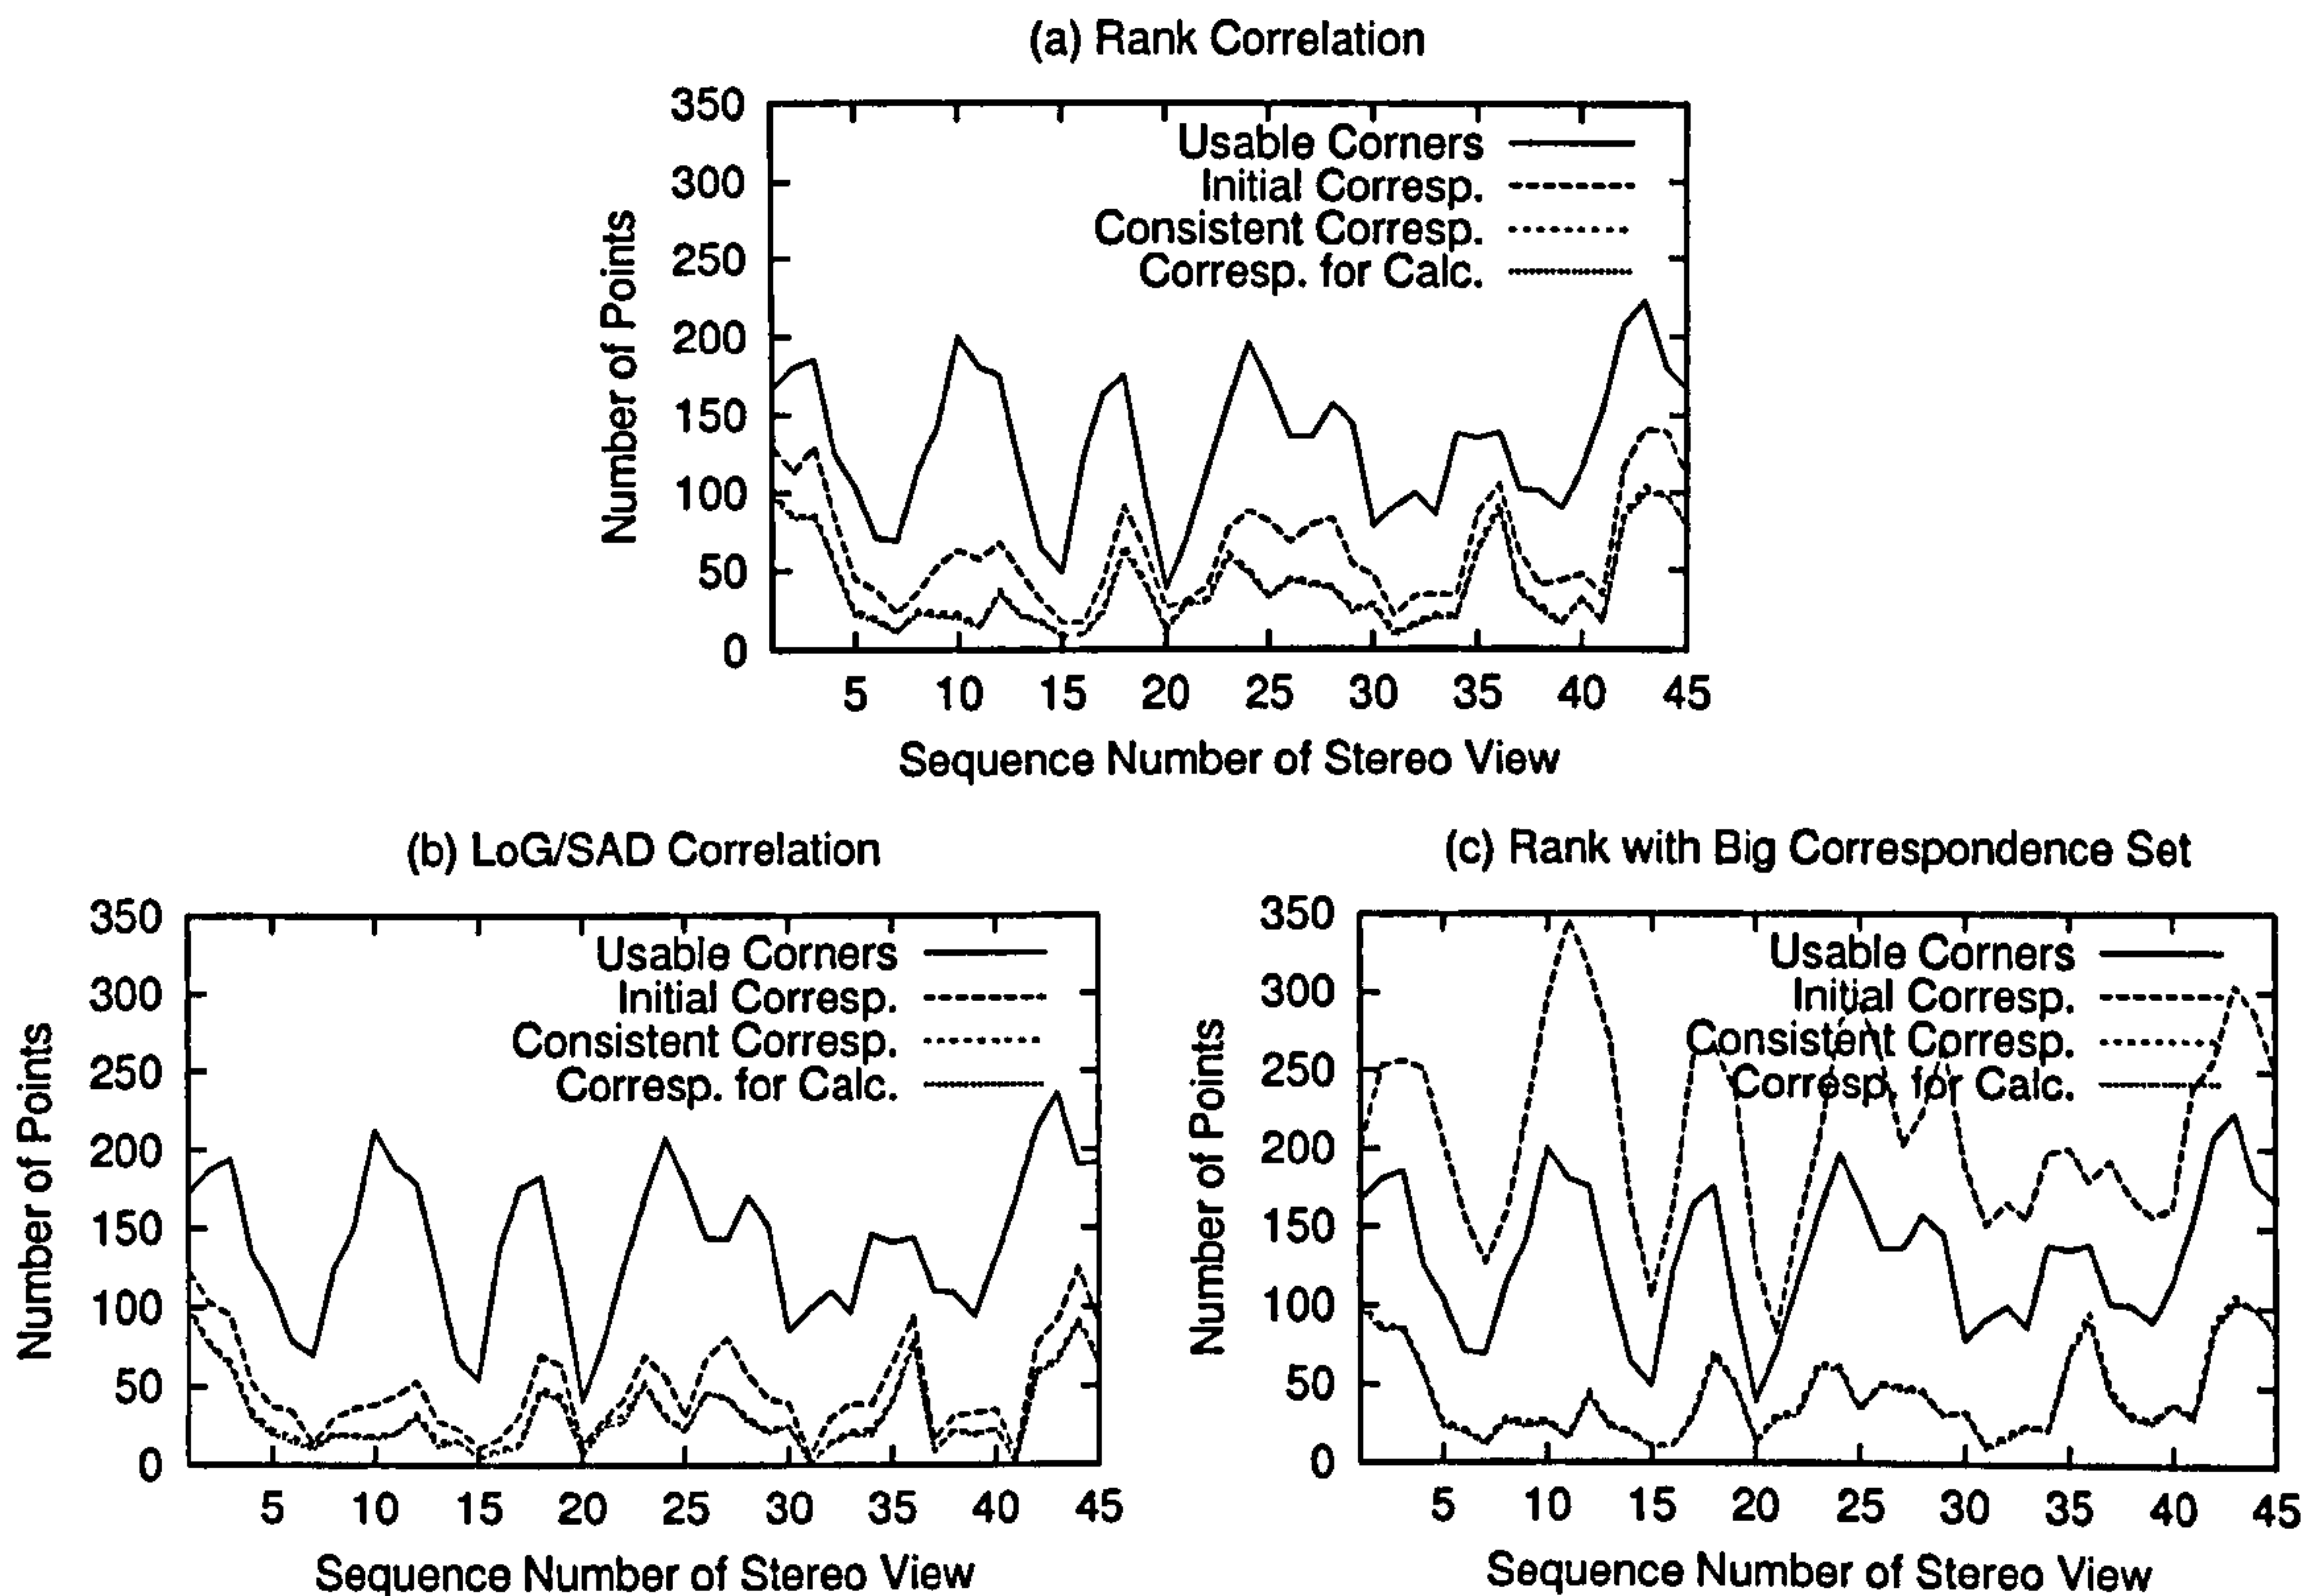 (a) Rank Correlation
350
300
250
200
150
100
50
0
Number of Points
Usable Corners
Initial Corresp.
Consistent Corresp.
Corresp. for Calc.
5 10 15 20 25 30 35 40 45
Sequence Number of Stereo View
(b) LoG/SAD Correlation
350
300
250
200
150
100
50
0
Number of Points
Usable Corners
Initial Corresp.
Consistent Corresp.
Corresp. for Calc.
5 10 15 20 25 30 35 40 45
Sequence Number of Stereo View
(c) Rank with Big Correspondence Set
350
300
250
200
150
100
50
0
Number of Points
Usable Corners
Initial Corresp.
Consistent Corresp.
Corresp. for Calc.
5 10 15 20 25 30 35 40 45
Sequence Number of Stereo View